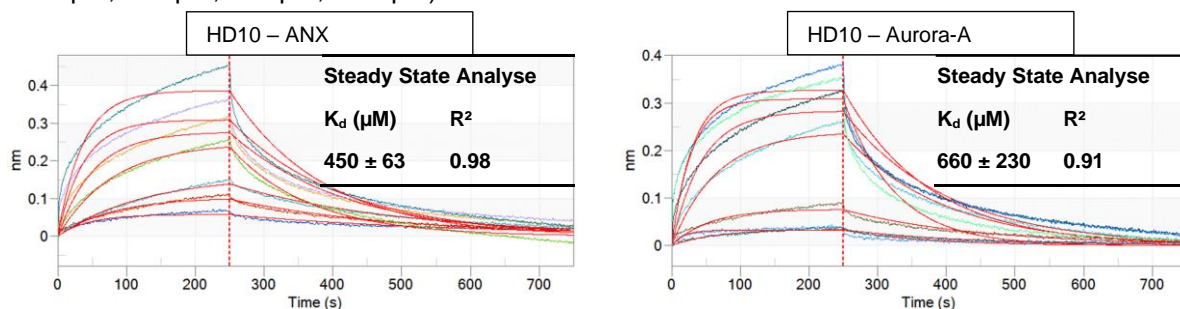 HD10 – ANX
Steady State Analyse
Kd (µM) R²
450 ± 63 0.98
nm
0.4
0.3
0.2
0.1
0
0 100 200 300 400 500 600 700
Time (s)
HD10 – Aurora-A
Steady State Analyse
Kd (µM) R²
660 ± 230 0.91
nm
0.4
0.3
0.2
0.1
0
0 100 200 300 400 500 600 700
Time (s)